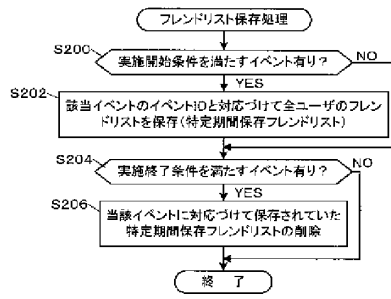 フレンドリスト保存処理
S200
実施開始条件を満たすイベント有り?
NO
YES
S202
該当イベントのイベントIDと対応づけて全ユーザのフレ
ンドリストを保存(特定期間保存フレンドリスト)
S204
実施終了条件を満たすイベント有り?
NO
YES
S206
当該イベントに対応づけて保存されていた
特定期間保存フレンドリストの削除
終 了